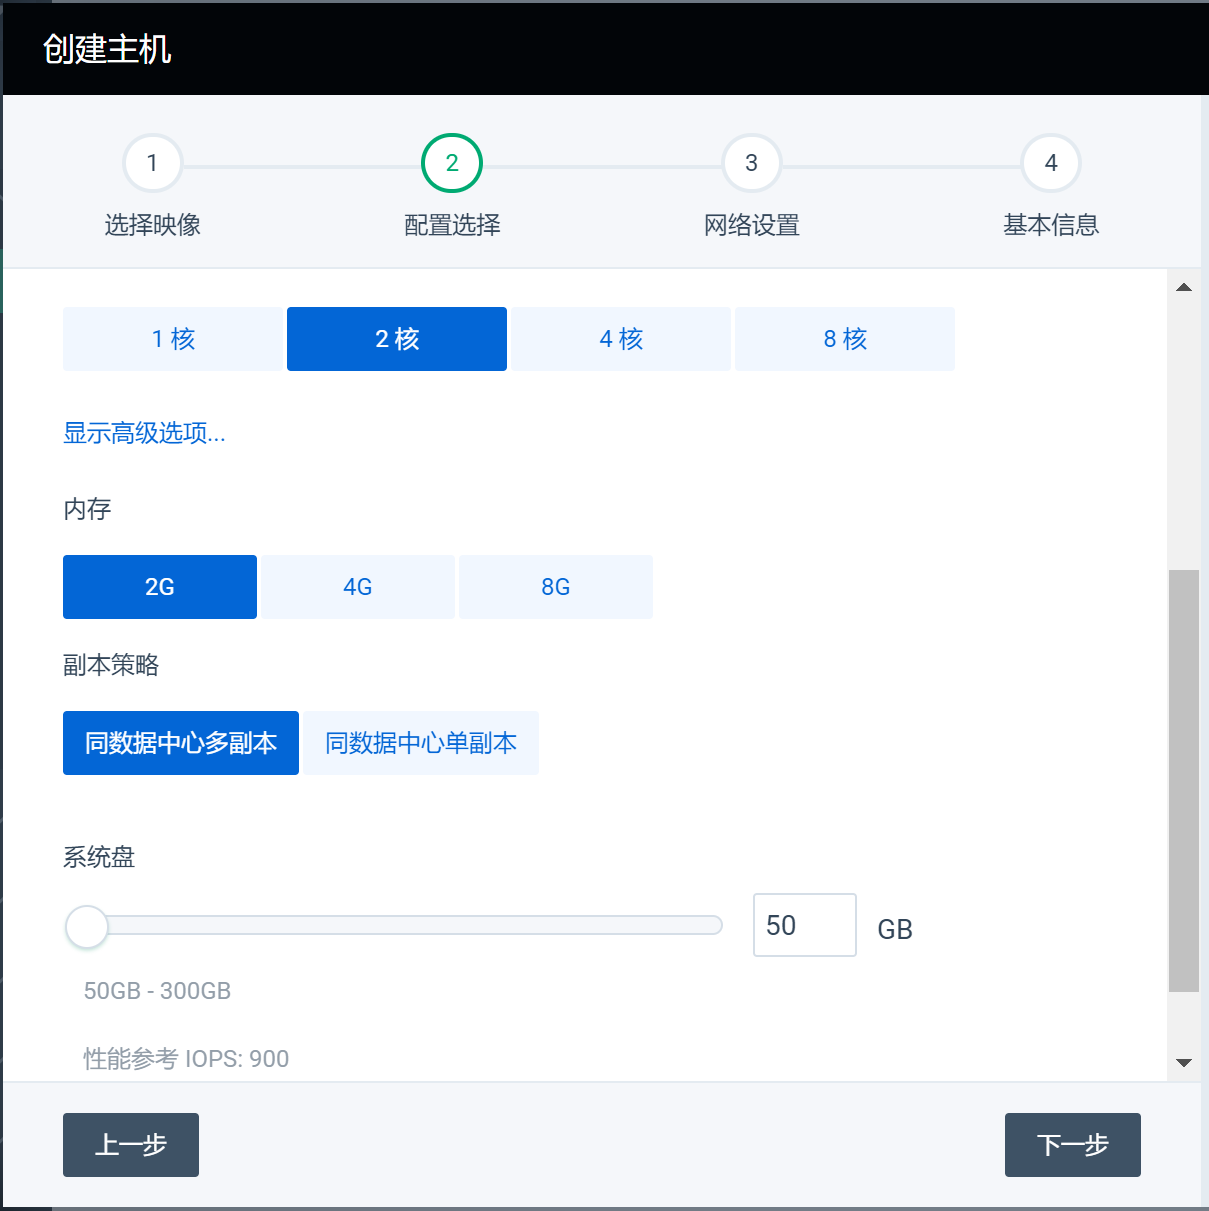 创建主机
1
2
3
4
选择映像
配置选择
网络设置
基本信息
1 核
2 核
4 核
8 核
显示高级选项...
内存
2G
4G
8G
副本策略
同数据中心多副本
同数据中心单副本
系统盘
50
GB
50GB - 300GB
性能参考 IOPS: 900
上一步
下一步